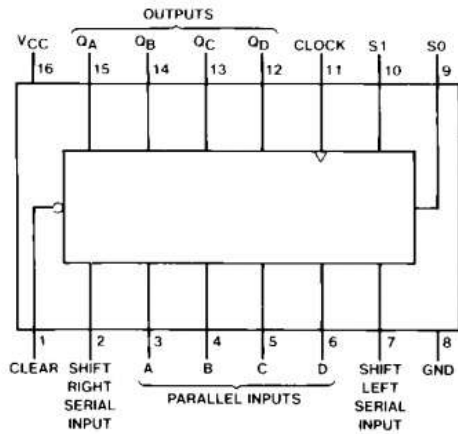 OUTPUTS
VCC QA QB QC QD CLOCK S1 S0
16 15 14 13 12 11 10 9
1 2 3 4 5 6 7 8
CLEAR SHIFT RIGHT SERIAL INPUT A B C D SHIFT LEFT SERIAL INPUT GND
PARALLEL INPUTS